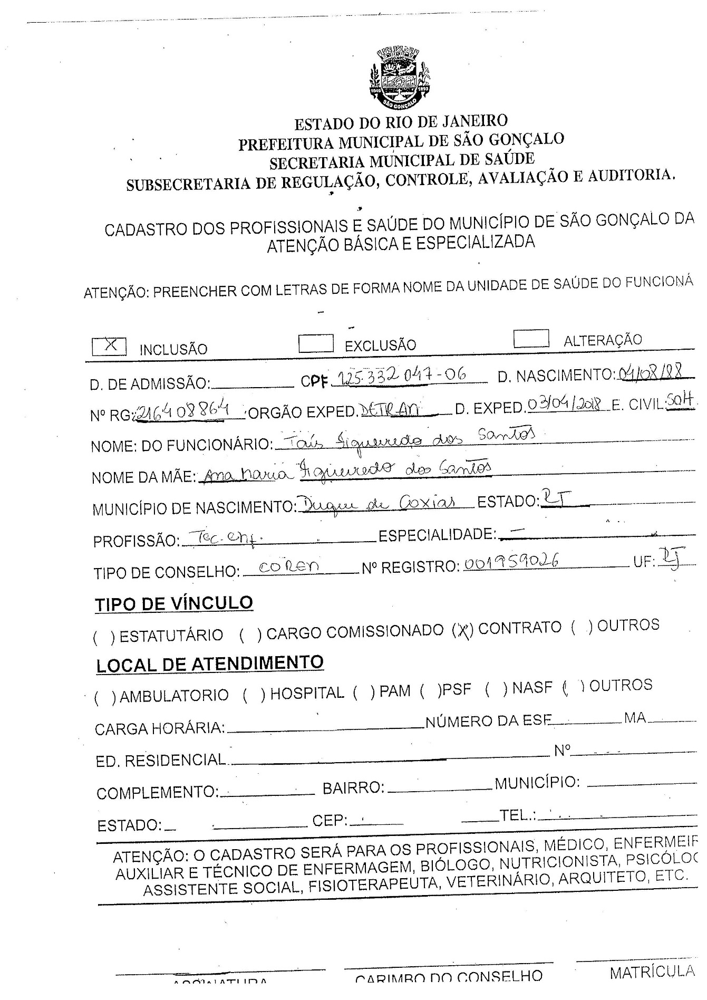 1646 1890
SÃO GONÇALO
ESTADO DO RIO DE JANEIRO
PREFEITURA MUNICIPAL DE SÃO GONÇALO
SECRETARIA MUNICIPAL DE SAÚDE
SUBSECRETARIA DE REGULAÇÃO, CONTROLE, AVALIAÇÃO E AUDITORIA.
CADASTRO DOS PROFISSIONAIS E SAÚDE DO MUNICÍPIO DE SÃO GONÇALO DA
ATENÇÃO BÁSICA E ESPECIALIZADA
ATENÇÃO: PREENCHER COM LETRAS DE FORMA NOME DA UNIDADE DE SAÚDE DO FUNCIONÁ
X INCLUSÃO EXCLUSÃO ALTERAÇÃO
D. DE ADMISSÃO: CPF. 125.332 047-06 D. NASCIMENTO: 04/08/88
Nº RG: 216408864 ORGÃO EXPED. DETRAN D. EXPED. 03/04/2018 E. CIVIL:
NOME: DO FUNCIONÁRIO: Taís Figueiredo dos Santos
NOME DA MÃE: Ana Maria Figueiredo dos Santos
MUNICÍPIO DE NASCIMENTO: Duque de Caxias ESTADO: RJ
PROFISSÃO: Tec. enf. ESPECIALIDADE: —
TIPO DE CONSELHO: COREN Nº REGISTRO: 001959026 UF: RJ
TIPO DE VÍNCULO
( ) ESTATUTÁRIO ( ) CARGO COMISSIONADO (X) CONTRATO ( ) OUTROS
LOCAL DE ATENDIMENTO
( ) AMBULATORIO ( ) HOSPITAL ( ) PAM ( )PSF ( ) NASF ( ) OUTROS
CARGA HORÁRIA: NÚMERO DA ESF MA
ED. RESIDENCIAL Nº
COMPLEMENTO: BAIRRO: MUNICÍPIO:
ESTADO: CEP: TEL.:
ATENÇÃO: O CADASTRO SERÁ PARA OS PROFISSIONAIS, MÉDICO, ENFERMEIR
AUXILIAR E TÉCNICO DE ENFERMAGEM, BIÓLOGO, NUTRICIONISTA, PSICÓLOG
ASSISTENTE SOCIAL, FISIOTERAPEUTA, VETERINÁRIO, ARQUITETO, ETC.
ASSINATURA CARIMBO DO CONSELHO MATRÍCULA